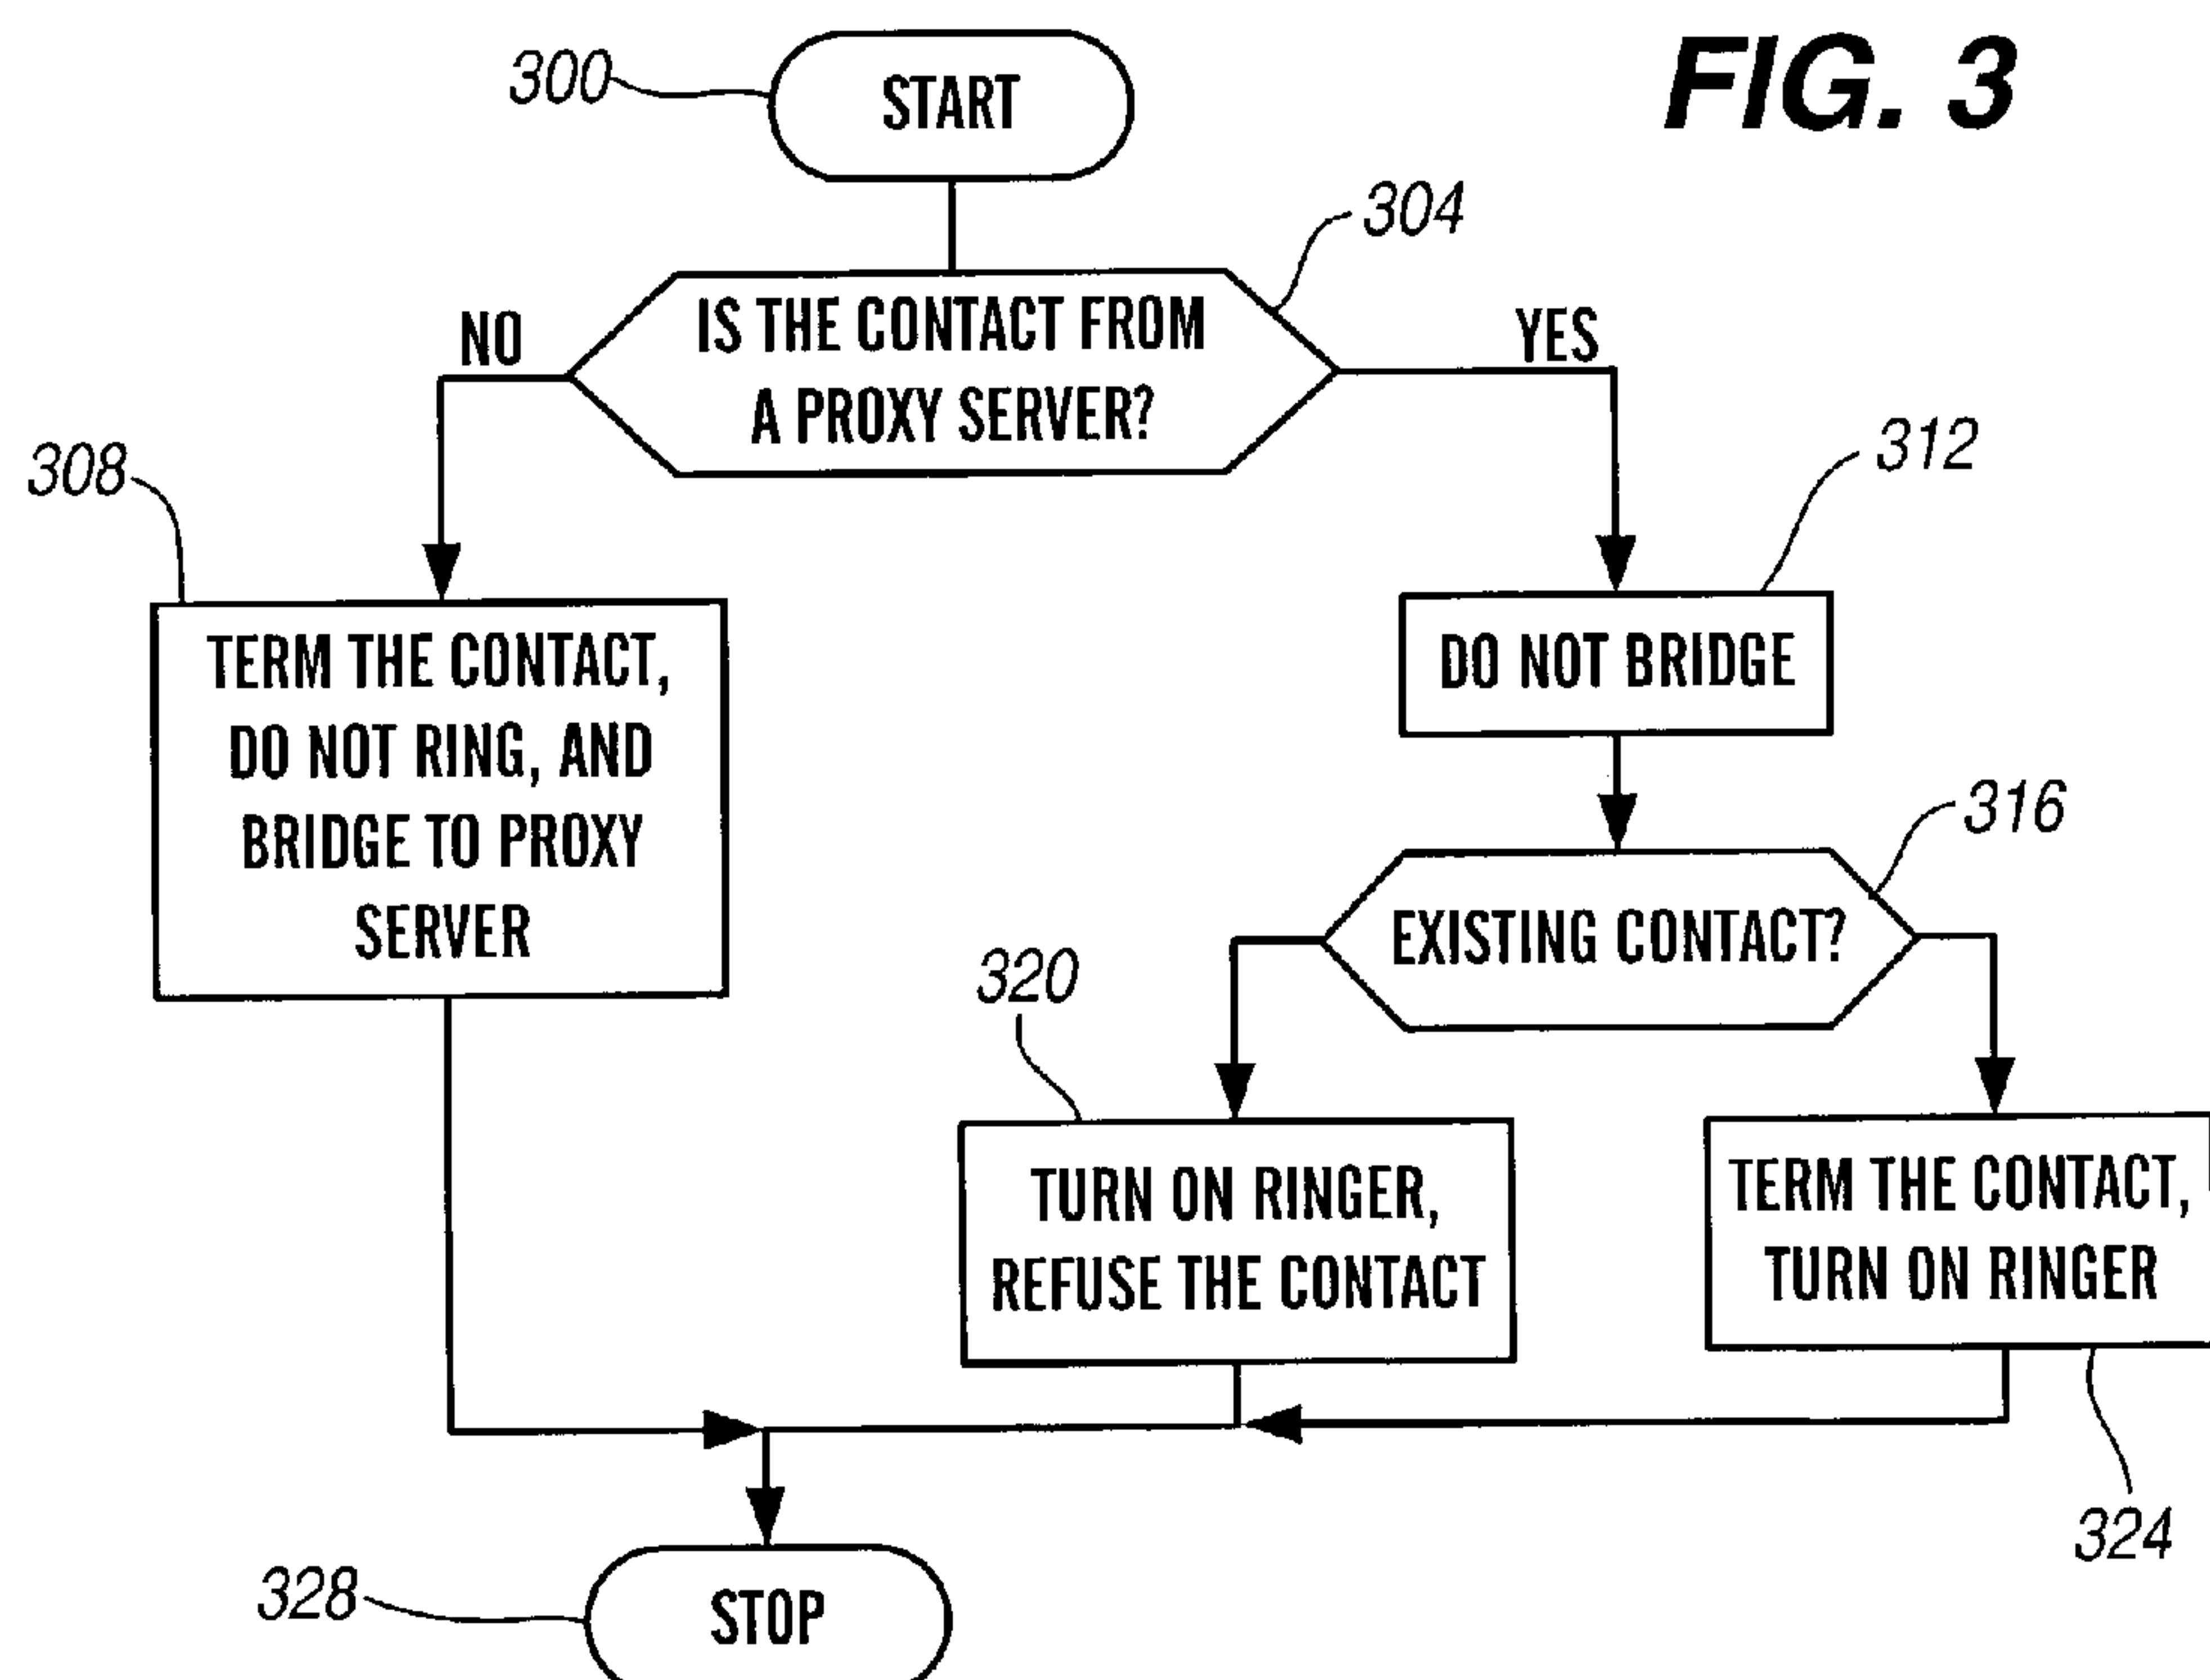 FIG. 3
300
START
304
IS THE CONTACT FROM
A PROXY SERVER?
NO
YES
308
312
TERM THE CONTACT,
DO NOT RING, AND
BRIDGE TO PROXY
SERVER
DO NOT BRIDGE
316
EXISTING CONTACT?
320
TURN ON RINGER,
REFUSE THE CONTACT
TERM THE CONTACT,
TURN ON RINGER
324
328
STOP